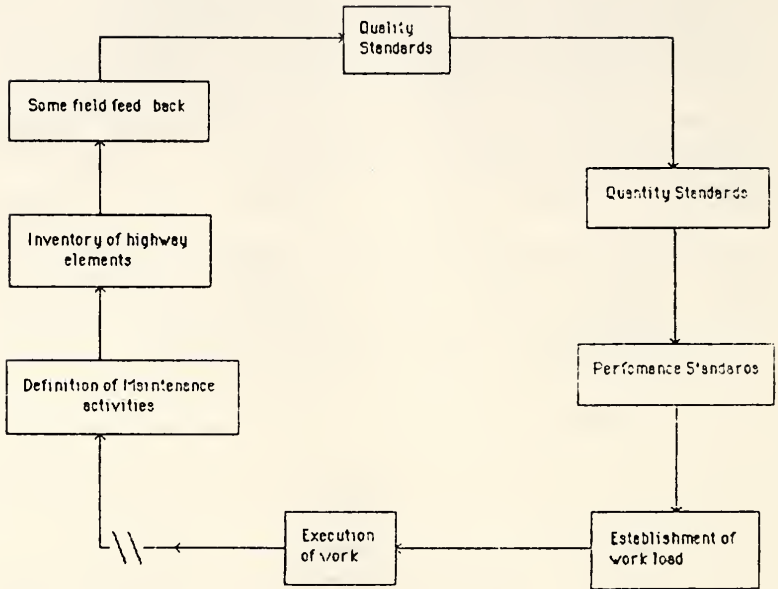 Quality
Standards
Some field feed back
Quantity Standards
Inventory of highway
elements
Perfomance Standaros
Definition of Maintenance
activities
Execution
of work
Establishment of
work load